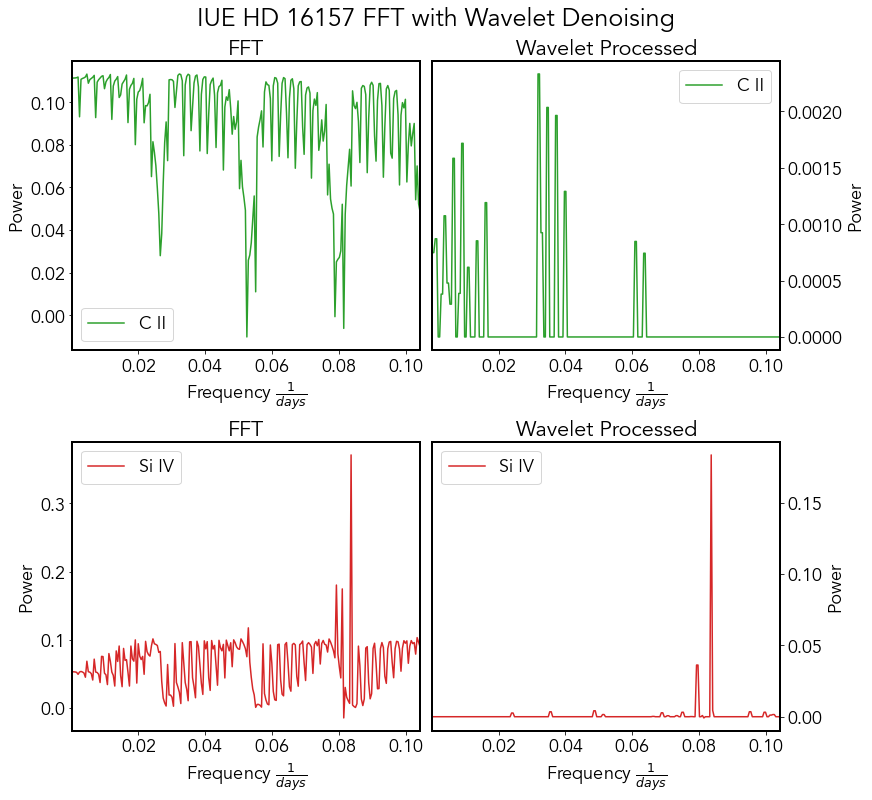 IUE HD 16157 FFT with Wavelet Denoising
FFT
Wavelet Processed
C II
C II
Power
0.10
0.08
0.06
0.04
0.02
0.00
0.0020
0.0015
0.0010
0.0005
0.0000
Power
0.02 0.04 0.06 0.08 0.10
0.02 0.04 0.06 0.08 0.10
Frequency 1/days
Frequency 1/days
FFT
Wavelet Processed
Si IV
Si IV
Power
0.3
0.2
0.1
0.0
0.15
0.10
0.05
0.00
Power
0.02 0.04 0.06 0.08 0.10
0.02 0.04 0.06 0.08 0.10
Frequency 1/days
Frequency 1/days